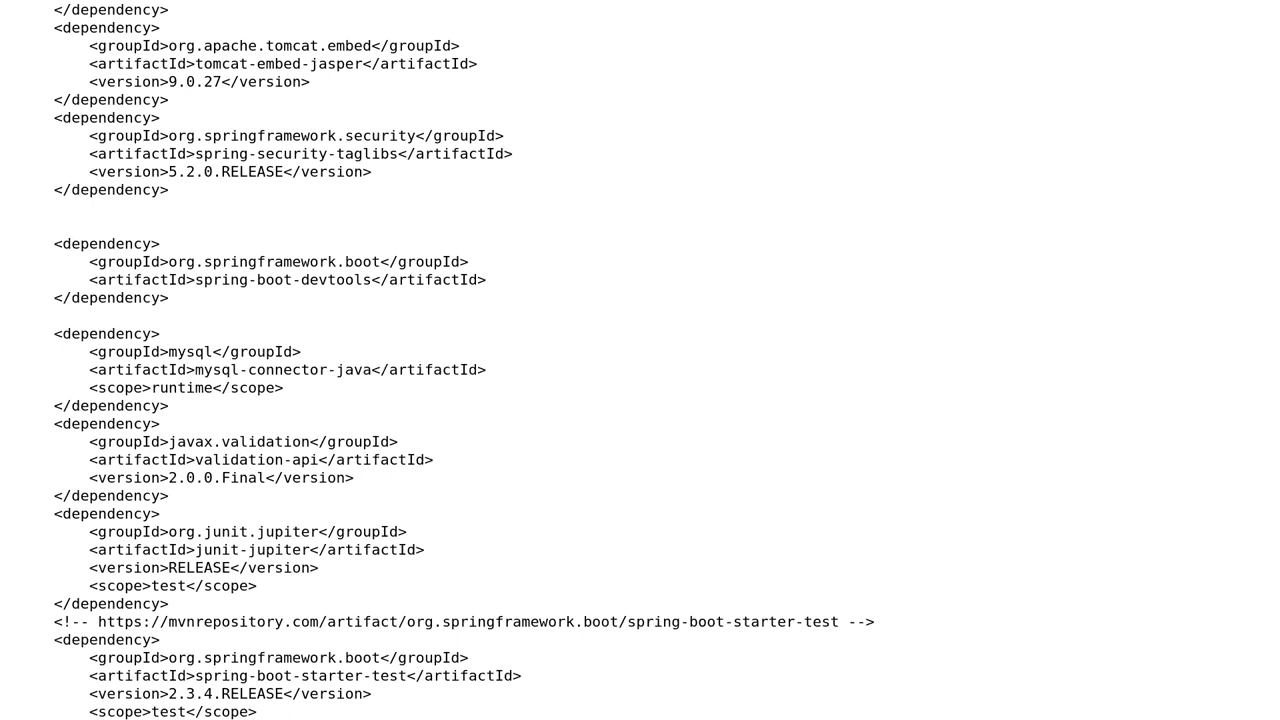 </dependency>
<dependency>
    <groupId>org.apache.tomcat.embed</groupId>
    <artifactId>tomcat-embed-jasper</artifactId>
    <version>9.0.27</version>
</dependency>
<dependency>
    <groupId>org.springframework.security</groupId>
    <artifactId>spring-security-taglibs</artifactId>
    <version>5.2.0.RELEASE</version>
</dependency>
<dependency>
    <groupId>org.springframework.boot</groupId>
    <artifactId>spring-boot-devtools</artifactId>
</dependency>
<dependency>
    <groupId>mysql</groupId>
    <artifactId>mysql-connector-java</artifactId>
    <scope>runtime</scope>
</dependency>
<dependency>
    <groupId>javax.validation</groupId>
    <artifactId>validation-api</artifactId>
    <version>2.0.0.Final</version>
</dependency>
<dependency>
    <groupId>org.junit.jupiter</groupId>
    <artifactId>junit-jupiter</artifactId>
    <version>RELEASE</version>
    <scope>test</scope>
</dependency>
<!-- https://mvnrepository.com/artifact/org.springframework.boot/spring-boot-starter-test -->
<dependency>
    <groupId>org.springframework.boot</groupId>
    <artifactId>spring-boot-starter-test</artifactId>
    <version>2.3.4.RELEASE</version>
    <scope>test</scope>